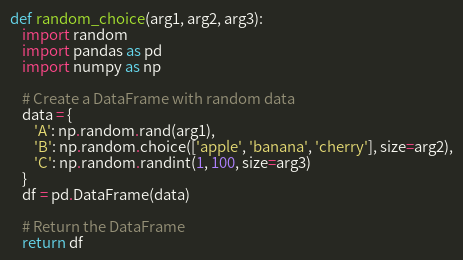 def random_choice(arg1, arg2, arg3):
    import random
    import pandas as pd
    import numpy as np

    # Create a DataFrame with random data
    data = {
        'A': np.random.rand(arg1),
        'B': np.random.choice(['apple', 'banana', 'cherry'], size=arg2),
        'C': np.random.randint(1, 100, size=arg3)
    }
    df = pd.DataFrame(data)

    # Return the DataFrame
    return df